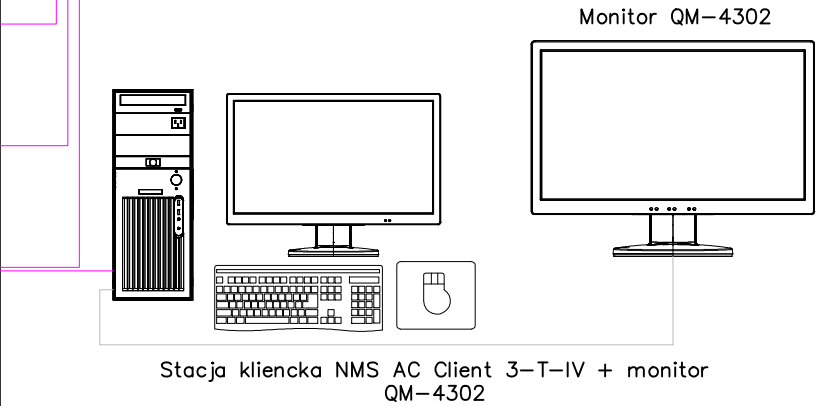 Monitor QM-4302
Stacja kliencka NMS AC Client 3-T-IV + monitor
QM-4302